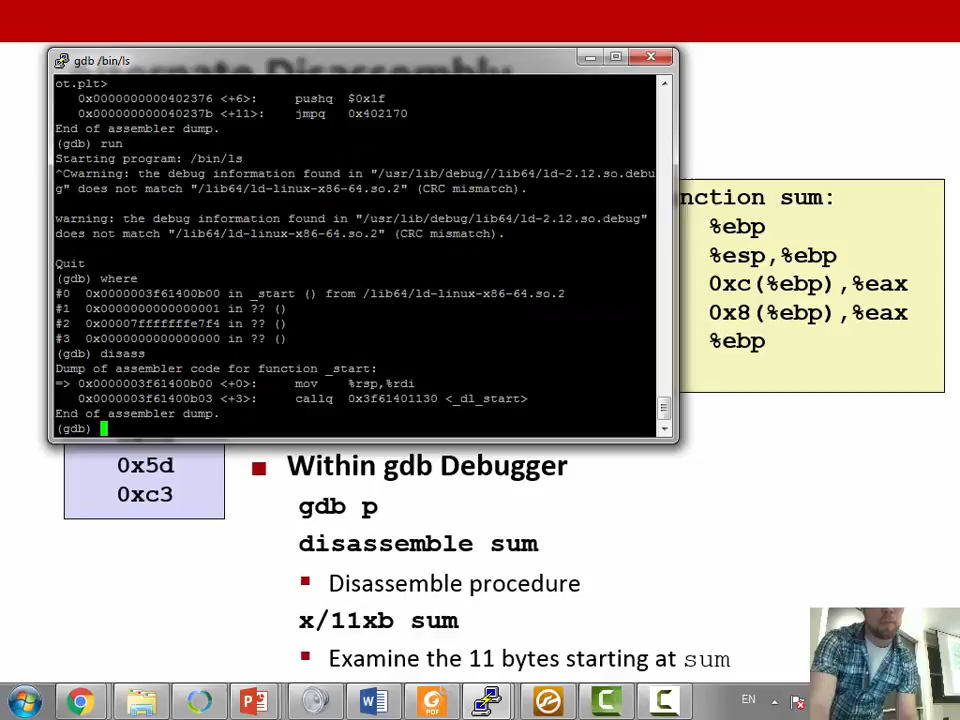 gdb /bin/ls
ot.plt>
0x0000000000402376 <+6>: pushq $0x1f
0x000000000040237b <+11>: jmpq 0x402170
End of assembler dump.
(gdb) run
Starting program: /bin/ls
^Cwarning: the debug information found in "/usr/lib/debug//lib64/ld-2.12.so.debu
g" does not match "/lib64/ld-linux-x86-64.so.2" (CRC mismatch).
warning: the debug information found in "/usr/lib/debug/lib64/ld-2.12.so.debug"
does not match "/lib64/ld-linux-x86-64.so.2" (CRC mismatch).
Quit
(gdb) where
#0 0x0000003f61400b00 in _start () from /lib64/ld-linux-x86-64.so.2
#1 0x0000000000000001 in ?? ()
#2 0x00007fffffffe7f4 in ?? ()
#3 0x0000000000000000 in ?? ()
(gdb) disass
Dump of assembler code for function _start:
=> 0x0000003f61400b00 <+0>: mov %rsp,%rdi
0x0000003f61400b03 <+3>: callq 0x3f61401130 <_dl_start>
End of assembler dump.
(gdb)
nction sum:
%ebp
%esp,%ebp
0xc(%ebp),%eax
0x8(%ebp),%eax
%ebp
0x5d
0xc3
Within gdb Debugger
gdb p
disassemble sum
Disassemble procedure
x/11xb sum
Examine the 11 bytes starting at sum
EN